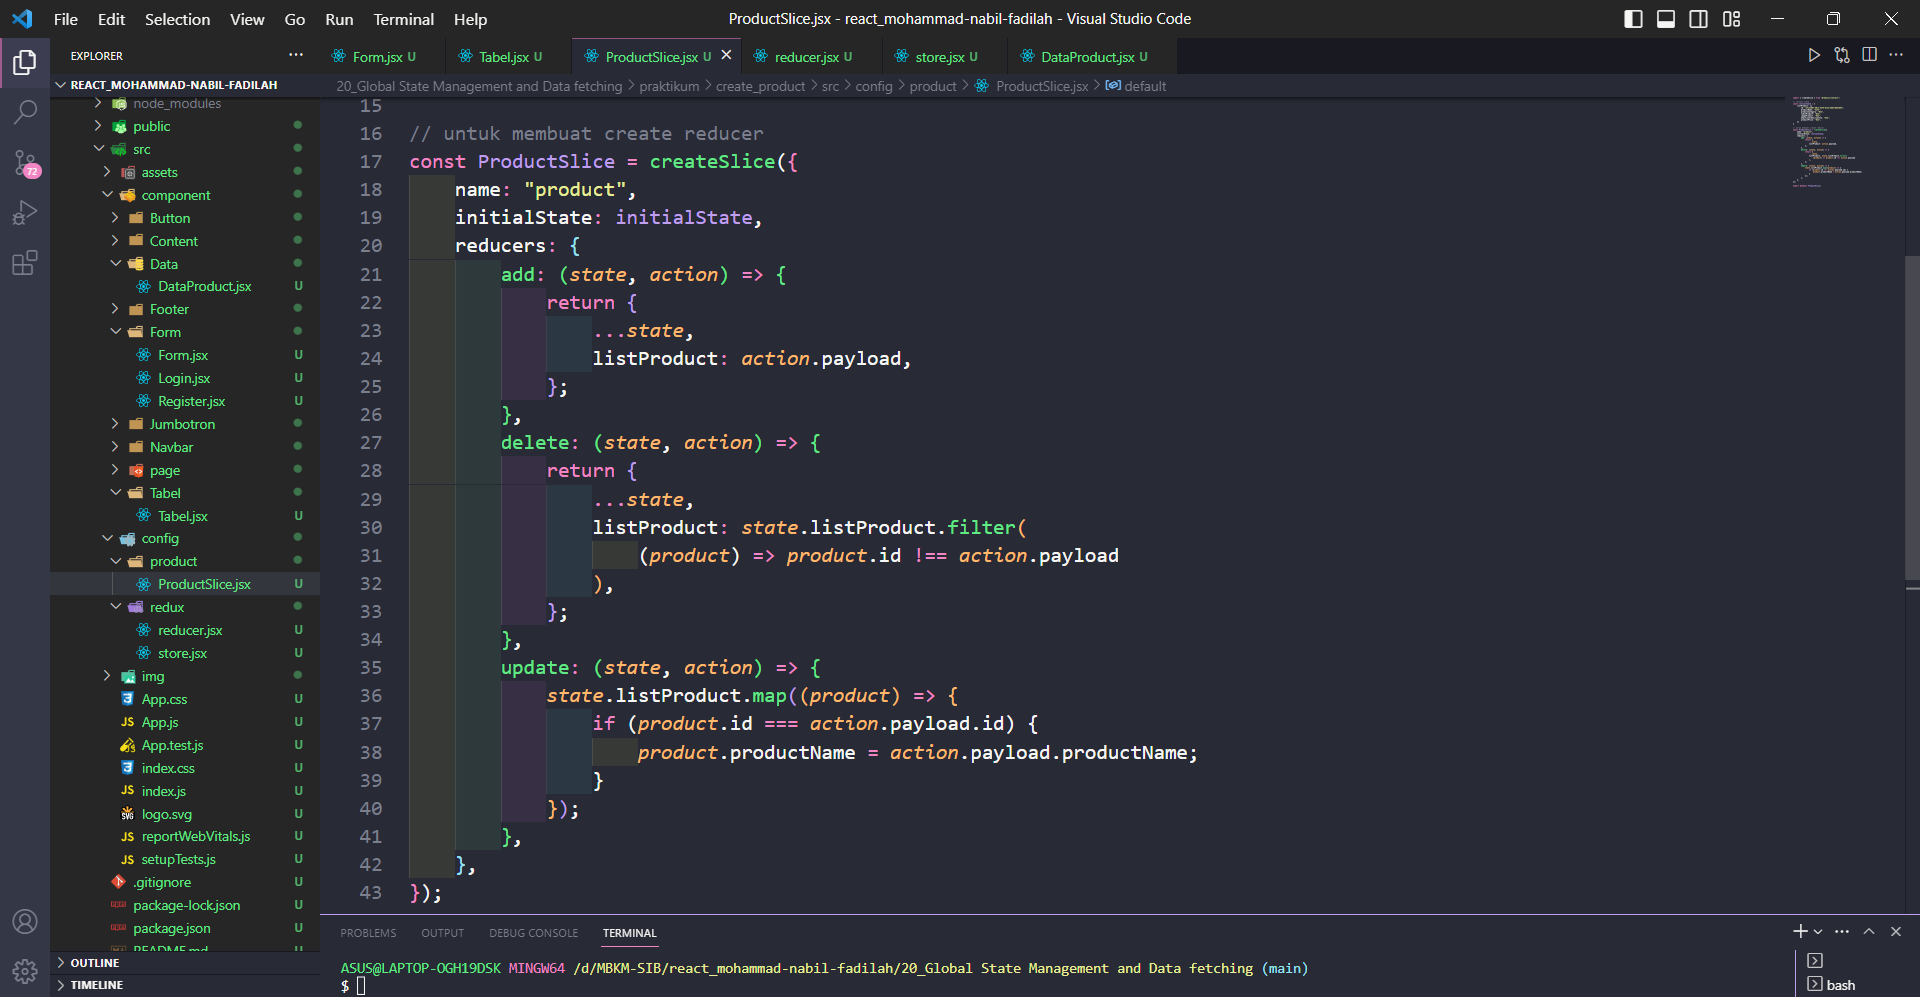 File Edit Selection View Go Run Terminal Help
ProductSlice.jsx - react_mohammad-nabil-fadilah - Visual Studio Code
EXPLORER
REACT_MOHAMMAD-NABIL-FADILAH
node_modules
public
src
assets
component
Button
Content
Data
DataProduct.jsx U
Footer
Form
Form.jsx U
Login.jsx U
Register.jsx U
Jumbotron
Navbar
page
Tabel
Tabel.jsx U
config
product
ProductSlice.jsx U
redux
reducer.jsx U
store.jsx U
img
App.css U
JS App.js U
App.test.js U
index.css U
JS index.js U
logo.svg U
JS reportWebVitals.js U
JS setupTests.js U
.gitignore U
package-lock.json U
package.json U
README.md U
OUTLINE
TIMELINE
72
Form.jsx U Tabel.jsx U ProductSlice.jsx U reducer.jsx U store.jsx U DataProduct.jsx U
20_Global State Management and Data fetching > praktikum > create_product > src > config > product > ProductSlice.jsx > default
15
16 // untuk membuat create reducer
17 const ProductSlice = createSlice({
18 name: "product",
19 initialState: initialState,
20 reducers: {
21 add: (state, action) => {
22 return {
23 ...state,
24 listProduct: action.payload,
25 };
26 },
27 delete: (state, action) => {
28 return {
29 ...state,
30 listProduct: state.listProduct.filter(
31 (product) => product.id !== action.payload
32 ),
33 };
34 },
35 update: (state, action) => {
36 state.listProduct.map((product) => {
37 if (product.id === action.payload.id) {
38 product.productName = action.payload.productName;
39 }
40 });
41 },
42 },
43 });
PROBLEMS OUTPUT DEBUG CONSOLE TERMINAL
ASUS@LAPTOP-OGH19DSK MINGW64 /d/MBKM-SIB/react_mohammad-nabil-fadilah/20_Global State Management and Data fetching (main)
$
bash